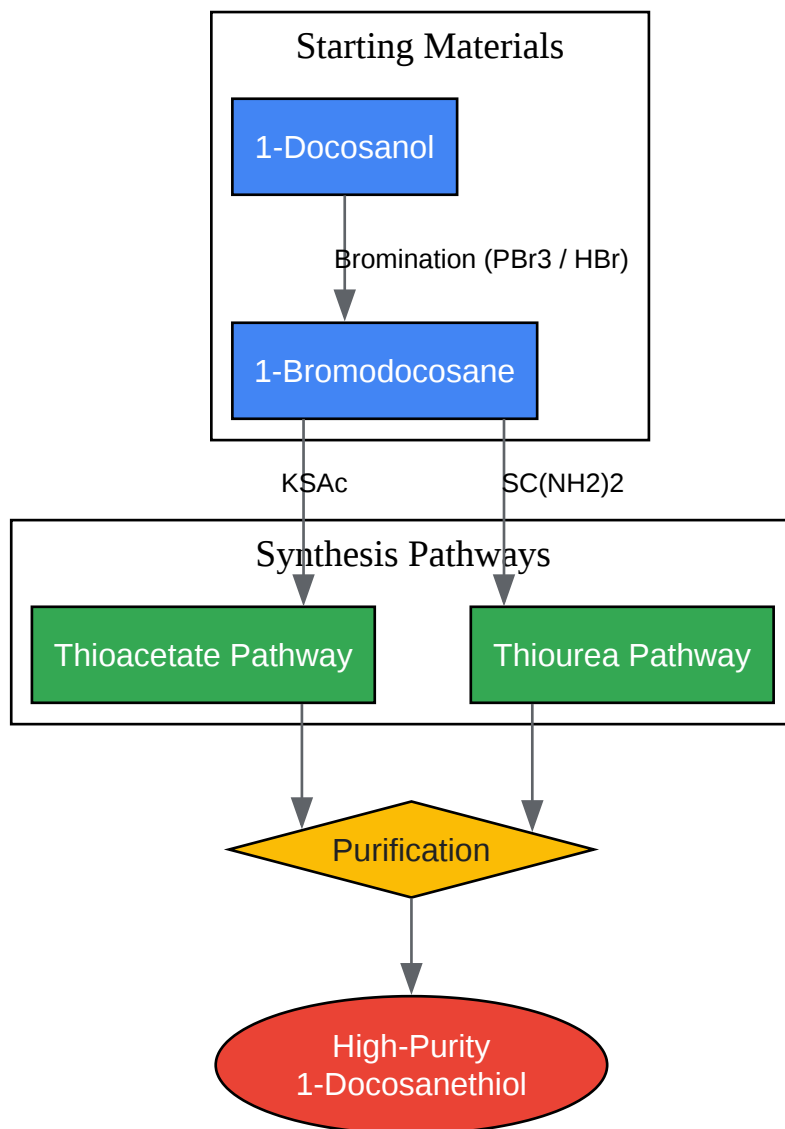 Starting Materials
1-Docosanol
Bromination (PBr3 / HBr)
1-Bromodocosane
KSAc
SC(NH2)2
Synthesis Pathways
Thioacetate Pathway
Thiourea Pathway
Purification
High-Purity
1-Docosanethiol